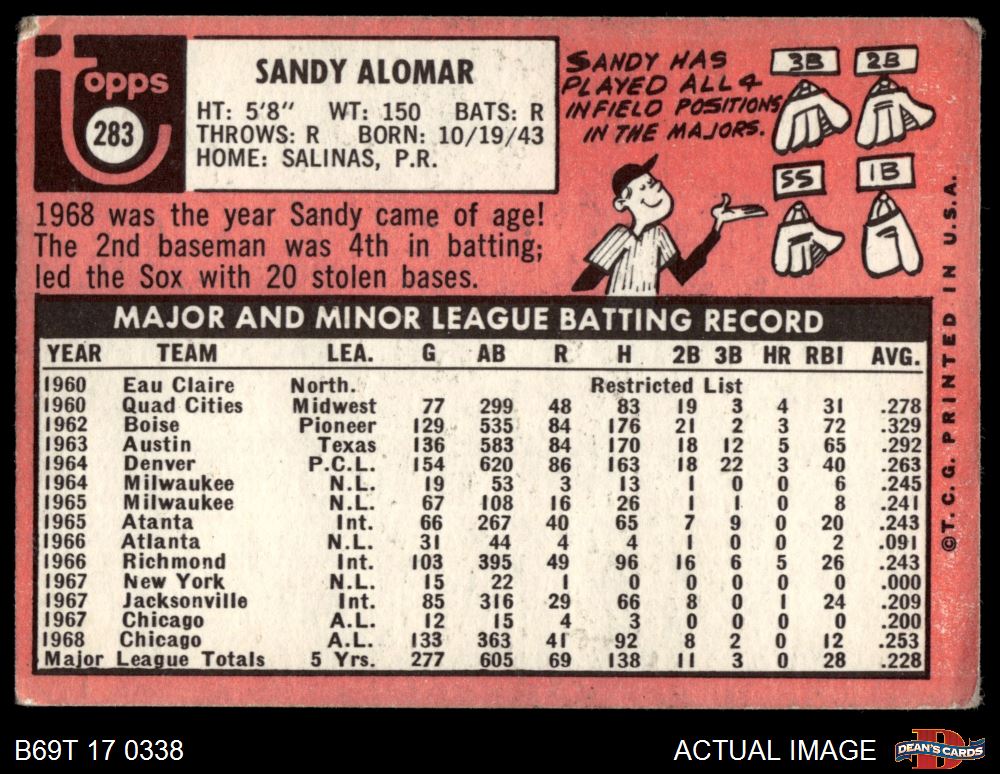 topps
283
SANDY ALOMAR
HT: 5'8" WT: 150 BATS: R
THROWS: R BORN: 10/19/43
HOME: SALINAS, P.R.
SANDY HAS
PLAYED ALL 4
INFIELD POSITIONS
IN THE MAJORS.
3B 2B
SS 1B
1968 was the year Sandy came of age!
The 2nd baseman was 4th in batting;
led the Sox with 20 stolen bases.
MAJOR AND MINOR LEAGUE BATTING RECORD
YEAR TEAM LEA. G AB R H 2B 3B HR RBI AVG.
1960 Eau Claire North. Restricted List
1960 Quad Cities Midwest 77 299 48 83 19 3 4 31 .278
1962 Boise Pioneer 129 535 84 176 21 2 3 72 .329
1963 Austin Texas 136 583 84 170 18 12 5 65 .292
1964 Denver P.C.L. 154 620 86 163 18 22 3 40 .263
1964 Milwaukee N.L. 19 53 3 13 1 0 0 6 .245
1965 Milwaukee N.L. 67 108 16 26 1 1 0 8 .241
1965 Atanta Int. 66 267 40 65 7 9 0 20 .243
1966 Atlanta N.L. 31 44 4 4 1 0 0 2 .091
1966 Richmond Int. 103 395 49 96 16 6 5 26 .243
1967 New York N.L. 15 22 1 0 0 0 0 0 .000
1967 Jacksonville Int. 85 316 29 66 8 0 1 24 .209
1967 Chicago A.L. 12 15 4 3 0 0 0 0 .200
1968 Chicago A.L. 133 363 41 92 8 2 0 12 .253
Major League Totals 5 Yrs. 277 605 69 138 11 3 0 28 .228
©T.C.G. PRINTED IN U.S.A.
B69T 17 0338
ACTUAL IMAGE
D
DEAN'S CARDS